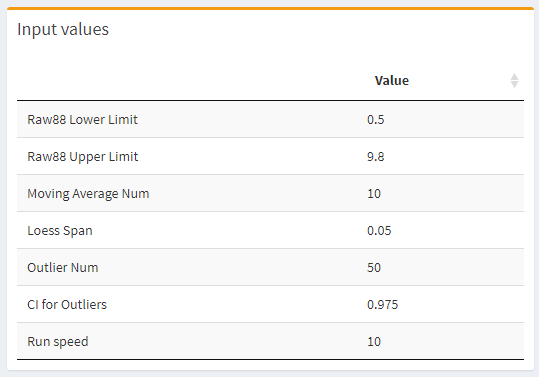 Input values
Value
Raw88 Lower Limit 0.5
Raw88 Upper Limit 9.8
Moving Average Num 10
Loess Span 0.05
Outlier Num 50
CI for Outliers 0.975
Run speed 10